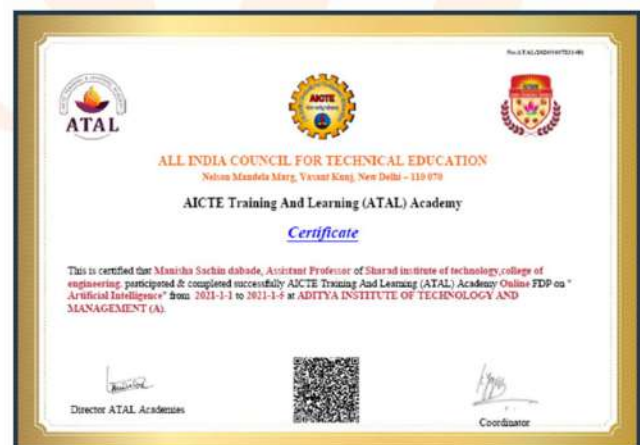 ATAL
AICTE
ALL INDIA COUNCIL FOR TECHNICAL EDUCATION
Nelson Mandela Marg, Vasant Kunj, New Delhi – 110 070
AICTE Training And Learning (ATAL) Academy
Certificate
This is certified that Manisha Sachin dabade, Assistant Professor of Sharad institute of technology,college of
engineering. participated & completed successfully AICTE Training And Learning (ATAL) Academy Online FDP on "
Artificial Intelligence" from 2021-1-1 to at ADITYA INSTITUTE OF TECHNOLOGY AND
MANAGEMENT (A).
Director ATAL Academies
Coordinator